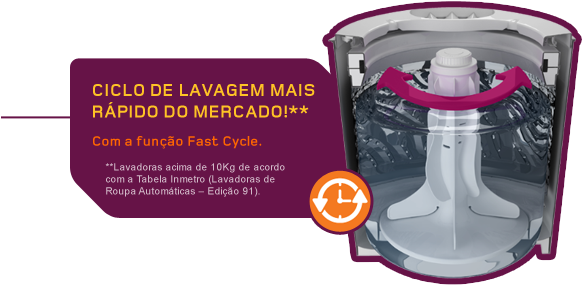 CICLO DE LAVAGEM MAIS
RÁPIDO DO MERCADO!**
Com a função Fast Cycle.
**Lavadoras acima de 10Kg de acordo
com a Tabela Inmetro (Lavadoras de
Roupa Automáticas – Edição 91).